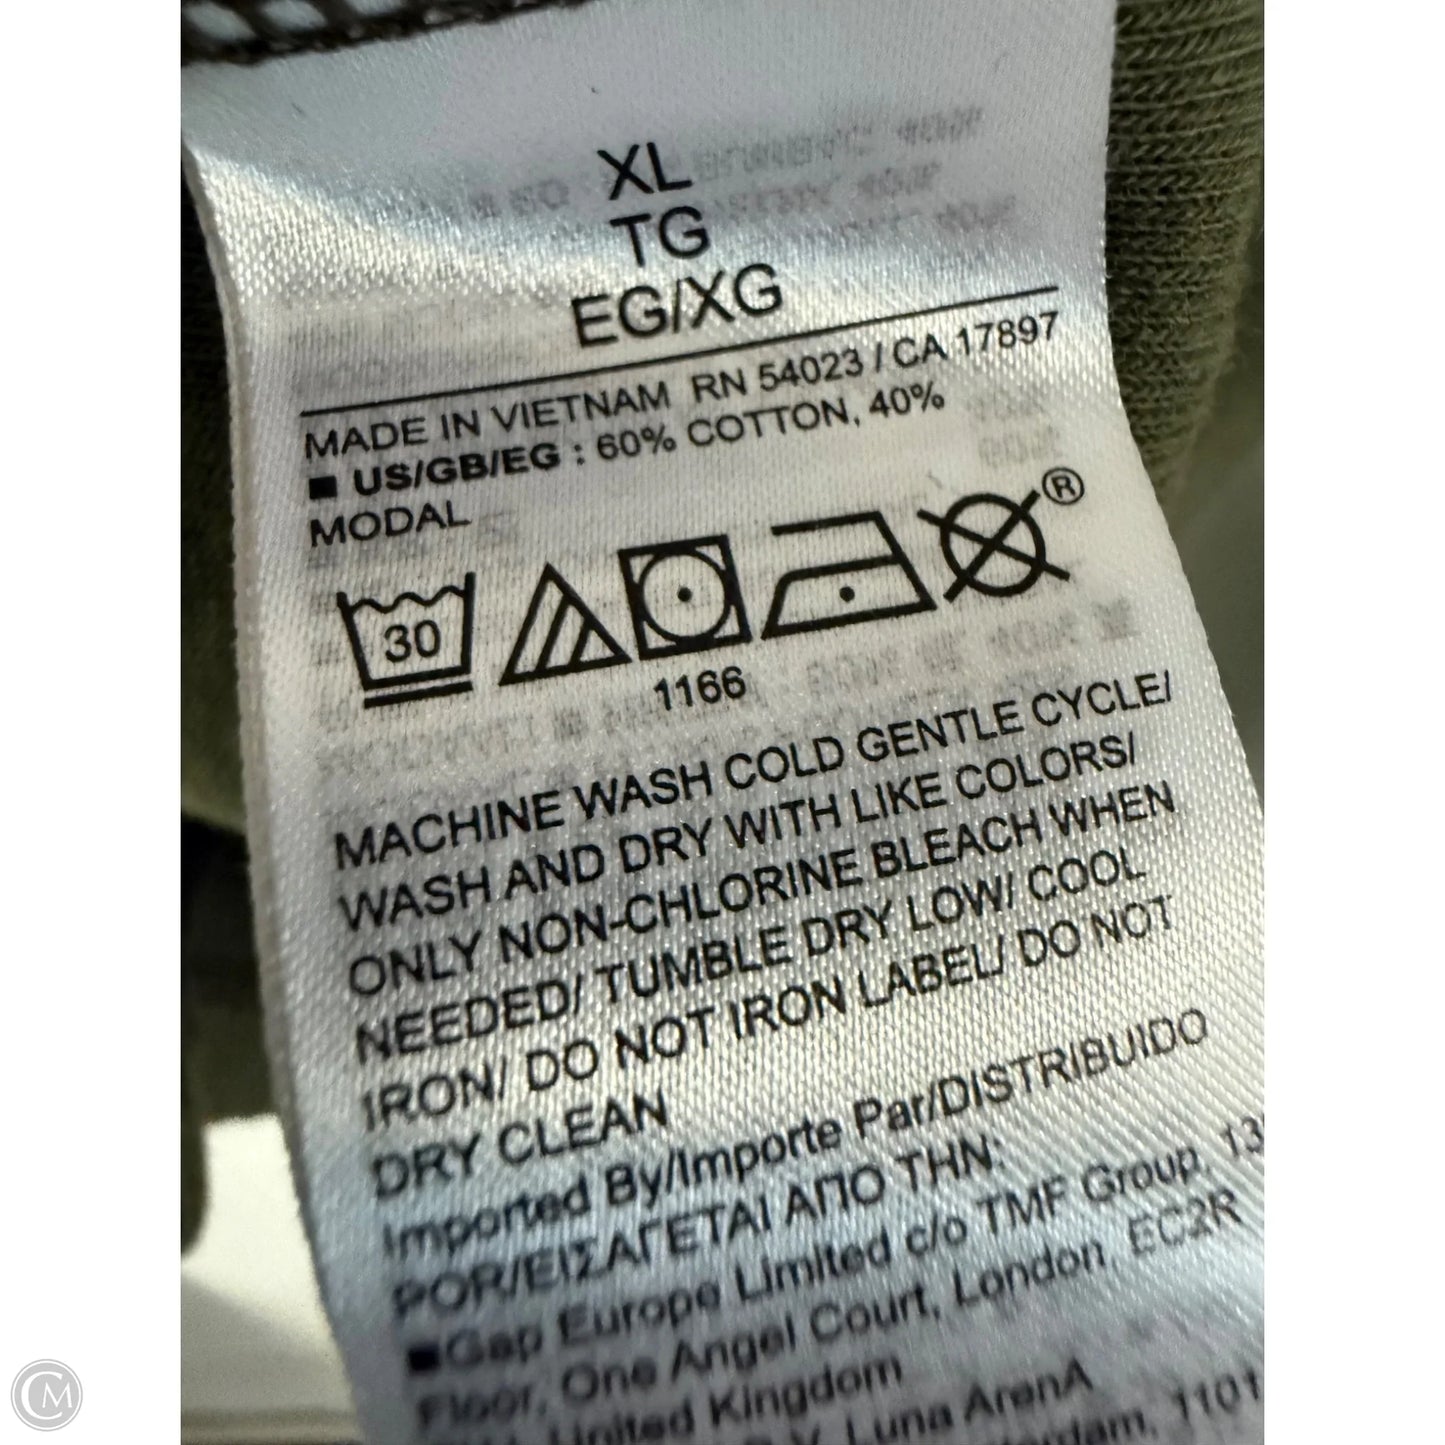 XL
TG
EG/XG
MADE IN VIETNAM RN 54023 / CA 17897
US/GB/EG : 60% COTTON, 40%
MODAL
®
30
1166
MACHINE WASH COLD GENTLE CYCLE/
WASH AND DRY WITH LIKE COLORS/
ONLY NON-CHLORINE BLEACH WHEN
NEEDED/ TUMBLE DRY LOW/ COOL
IRON/ DO NOT IRON LABEL/ DO NOT
DRY CLEAN
Imported By/Importe Par/DISTRIBUIDO
POR/ΕΙΣΑΓΕΤΑΙ ΑΠΟ ΤΗΝ:
Gap Europe Limited c/o TMF Group, 13
Floor, One Angel Court, London, EC2R
United Kingdom
Luna ArenA
1101
CM